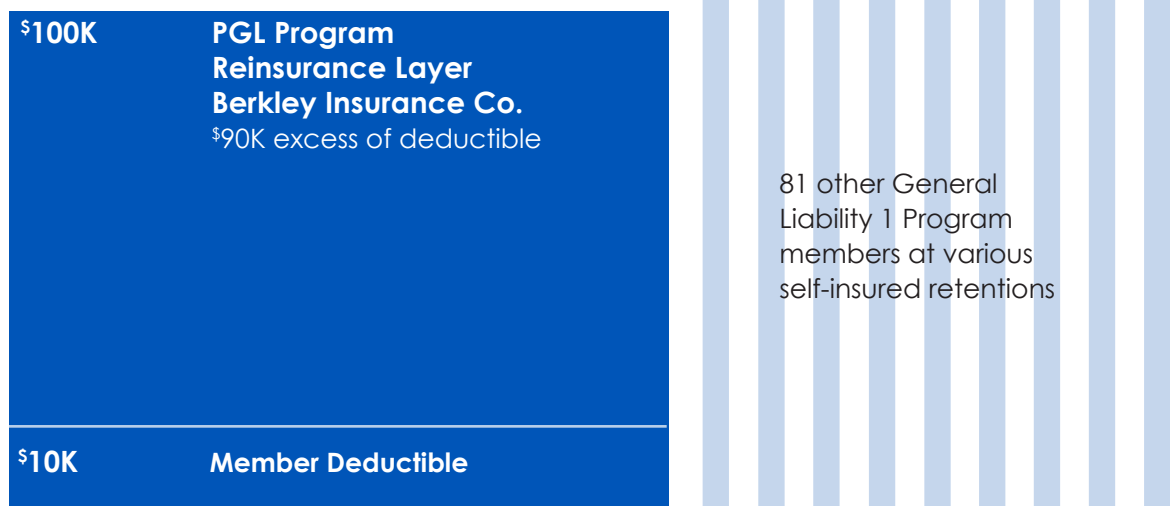 $100K
PGL Program
Reinsurance Layer
Berkley Insurance Co.
$90K excess of deductible
81 other General
Liability 1 Program
members at various
self-insured retentions
$10K
Member Deductible